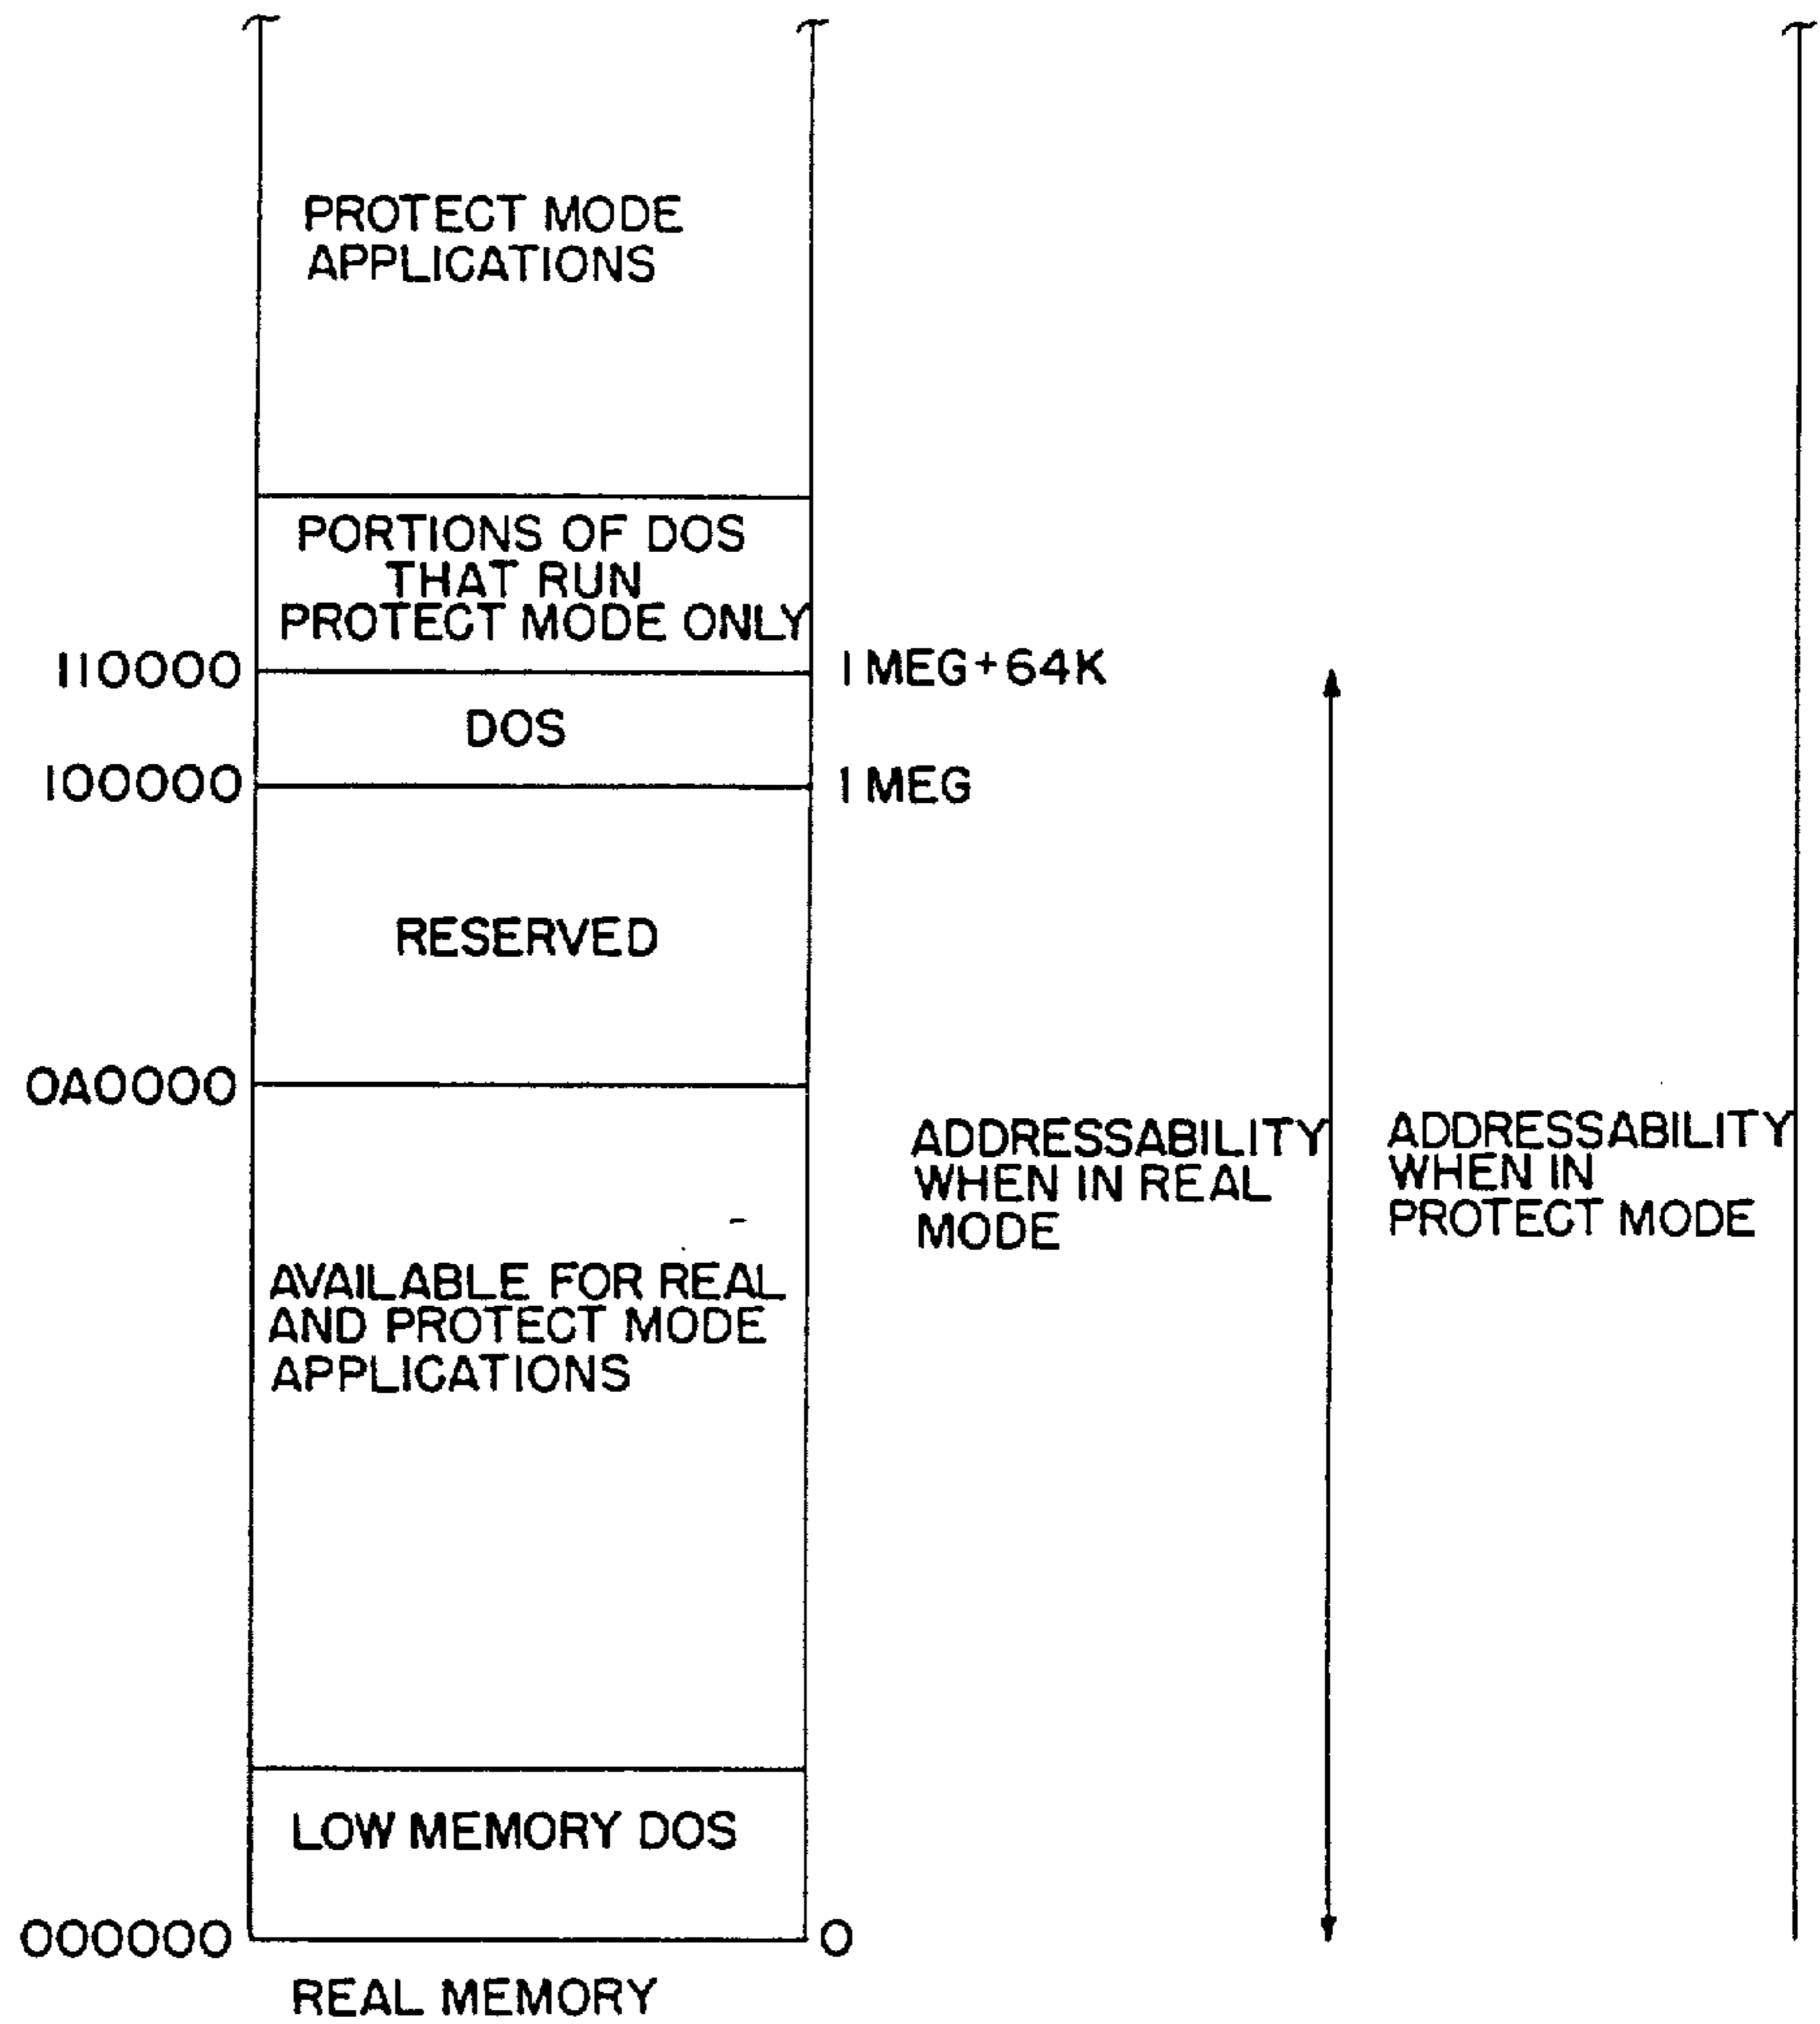 PROTECT MODE
APPLICATIONS
PORTIONS OF DOS
THAT RUN
PROTECT MODE ONLY
110000
1 MEG+64K
DOS
100000
1 MEG
RESERVED
0A0000
ADDRESSABILITY
WHEN IN REAL
MODE
ADDRESSABILITY
WHEN IN
PROTECT MODE
AVAILABLE FOR REAL
AND PROTECT MODE
APPLICATIONS
LOW MEMORY DOS
000000
0
REAL MEMORY